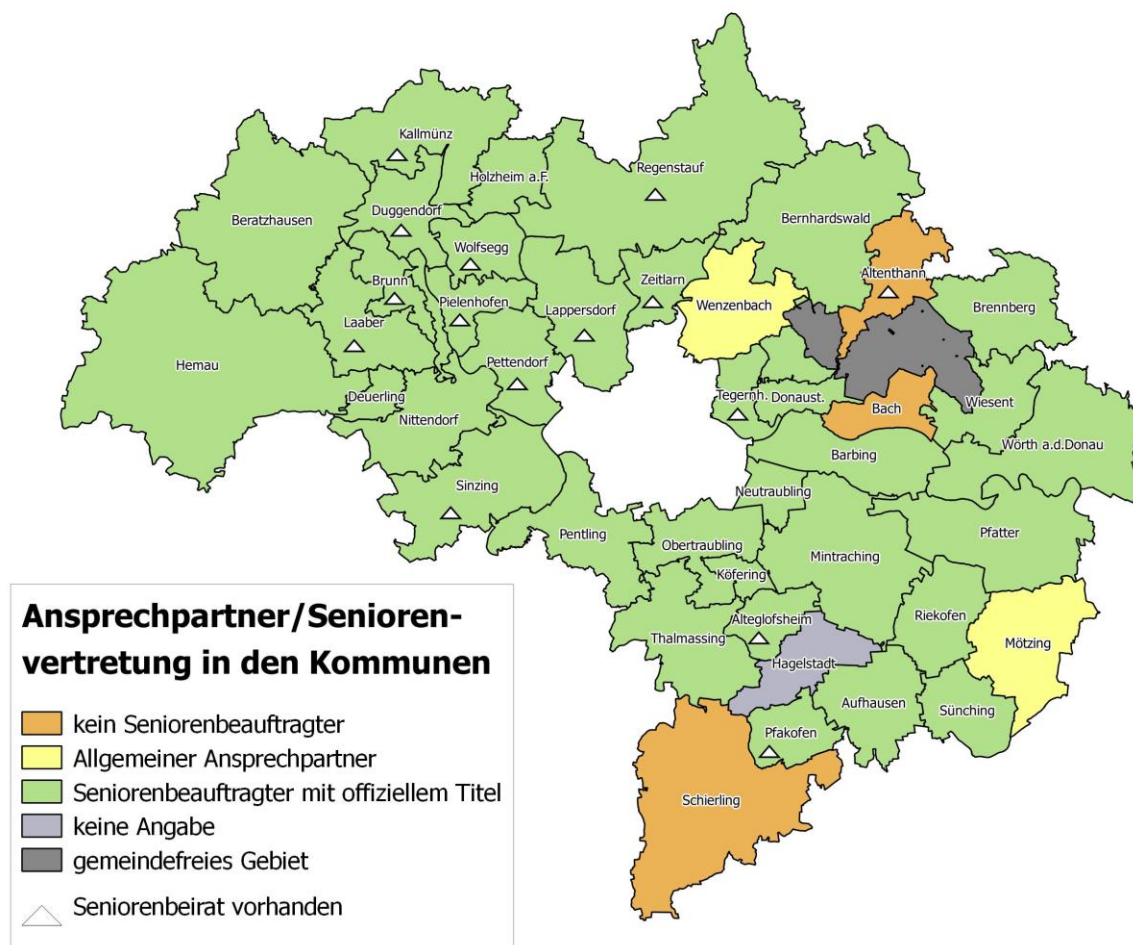 Kallmünz
Holzheim a.F.
Regenstauf
Beratzhausen
Duggendorf
Bernhardswald
Wolfsegg
Altenthann
Brunn
Zeitlarn
Pielenhofen
Lappersdorf
Wenzenbach
Brennberg
Laaber
Hemau
Pettendorf
Deuerling
Tegernh.
Donaust.
Bach
Wiesent
Nittendorf
Wörth a.d.Donau
Barbing
Sinzing
Neutraubling
Pentling
Obertraubling
Mintraching
Pfatter
Köfering
Alteglofsheim
Riekofen
Thalmassing
Mötzing
Hagelstadt
Aufhausen
Sünching
Pfakofen
Schierling
Ansprechpartner/Senioren-
vertretung in den Kommunen
kein Seniorenbeauftragter
Allgemeiner Ansprechpartner
Seniorenbeauftragter mit offiziellem Titel
keine Angabe
gemeindefreies Gebiet
Seniorenbeirat vorhanden